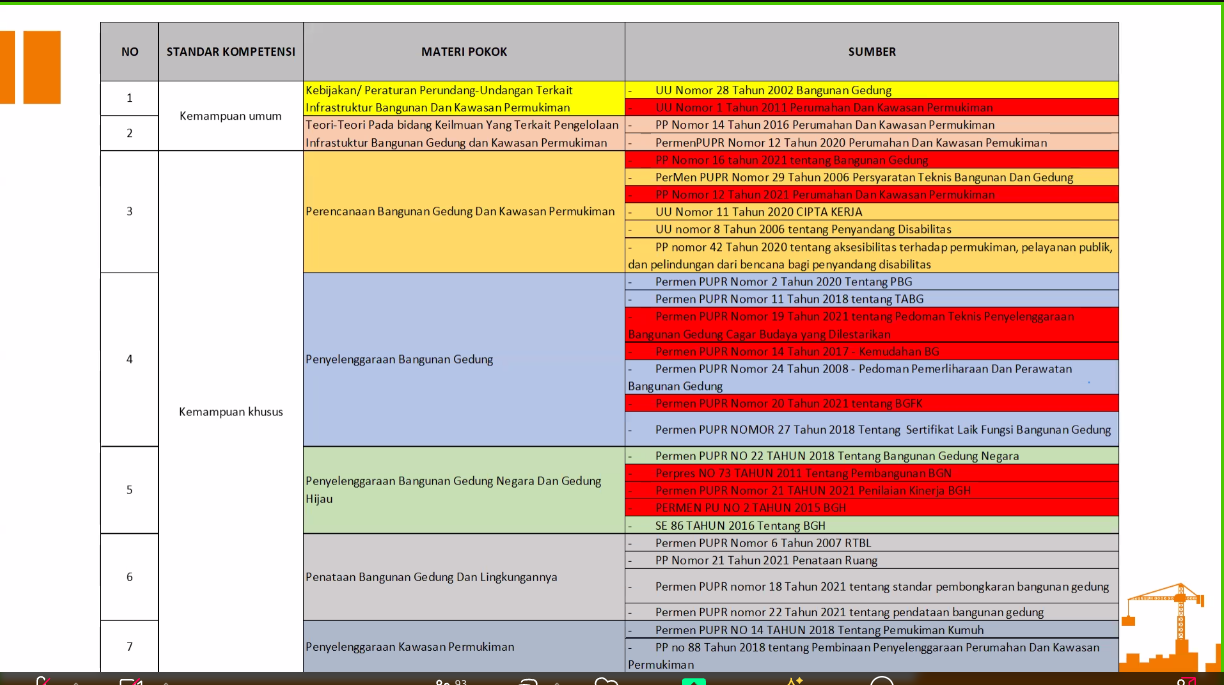 NO STANDAR KOMPETENSI MATERI POKOK SUMBER
1
Kemampuan umum
Kebijakan/ Peraturan Perundang-Undangan Terkait
Infrastruktur Bangunan Dan Kawasan Permukiman
- UU Nomor 28 Tahun 2002 Bangunan Gedung
- UU Nomor 1 Tahun 2011 Perumahan Dan Kawasan Permukiman
2
Teori-Teori Pada bidang Keilmuan Yang Terkait Pengelolaan
Infrastuktur Bangunan Gedung dan Kawasan Permukiman
- PP Nomor 14 Tahun 2016 Perumahan Dan Kawasan Permukiman
- PermenPUPR Nomor 12 Tahun 2020 Perumahan Dan Kawasan Pemukiman
3
Kemampuan khusus
Perencanaan Bangunan Gedung Dan Kawasan Permukiman
- PP Nomor 16 tahun 2021 tentang Bangunan Gedung
- PerMen PUPR Nomor 29 Tahun 2006 Persyaratan Teknis Bangunan Dan Gedung
- PP Nomor 12 Tahun 2021 Perumahan Dan Kawasan Permukiman
- UU Nomor 11 Tahun 2020 CIPTA KERJA
- UU nomor 8 Tahun 2006 tentang Penyandang Disabilitas
- PP nomor 42 Tahun 2020 tentang aksesibilitas terhadap permukiman, pelayanan publik,
dan pelindungan dari bencana bagi penyandang disabilitas
4
Penyelenggaraan Bangunan Gedung
- Permen PUPR Nomor 2 Tahun 2020 Tentang PBG
- Permen PUPR Nomor 11 Tahun 2018 tentang TABG
- Permen PUPR Nomor 19 Tahun 2021 tentang Pedoman Teknis Penyelenggaraan
Bangunan Gedung Cagar Budaya yang Dilestarikan
- Permen PUPR Nomor 14 Tahun 2017 - Kemudahan BG
- Permen PUPR Nomor 24 Tahun 2008 - Pedoman Pemerliharaan Dan Perawatan
Bangunan Gedung
- Permen PUPR Nomor 20 Tahun 2021 tentang BGFK
- Permen PUPR NOMOR 27 Tahun 2018 Tentang Sertifikat Laik Fungsi Bangunan Gedung
5
Penyelenggaraan Bangunan Gedung Negara Dan Gedung
Hijau
- Permen PUPR NO 22 TAHUN 2018 Tentang Bangunan Gedung Negara
- Perpres NO 73 TAHUN 2011 Tentang Pembangunan BGN
- Permen PUPR Nomor 21 TAHUN 2021 Penilaian Kinerja BGH
- PERMEN PU NO 2 TAHUN 2015 BGH
- SE 86 TAHUN 2016 Tentang BGH
6
Penataan Bangunan Gedung Dan Lingkungannya
- Permen PUPR Nomor 6 Tahun 2007 RTBL
- PP Nomor 21 Tahun 2021 Penataan Ruang
- Permen PUPR nomor 18 Tahun 2021 tentang standar pembongkaran bangunan gedung
- Permen PUPR nomor 22 Tahun 2021 tentang pendataan bangunan gedung
7
Penyelenggaraan Kawasan Permukiman
- Permen PUPR NO 14 TAHUN 2018 Tentang Pemukiman Kumuh
- PP no 88 Tahun 2018 tentang Pembinaan Penyelenggaraan Perumahan Dan Kawasan
Permukiman
93